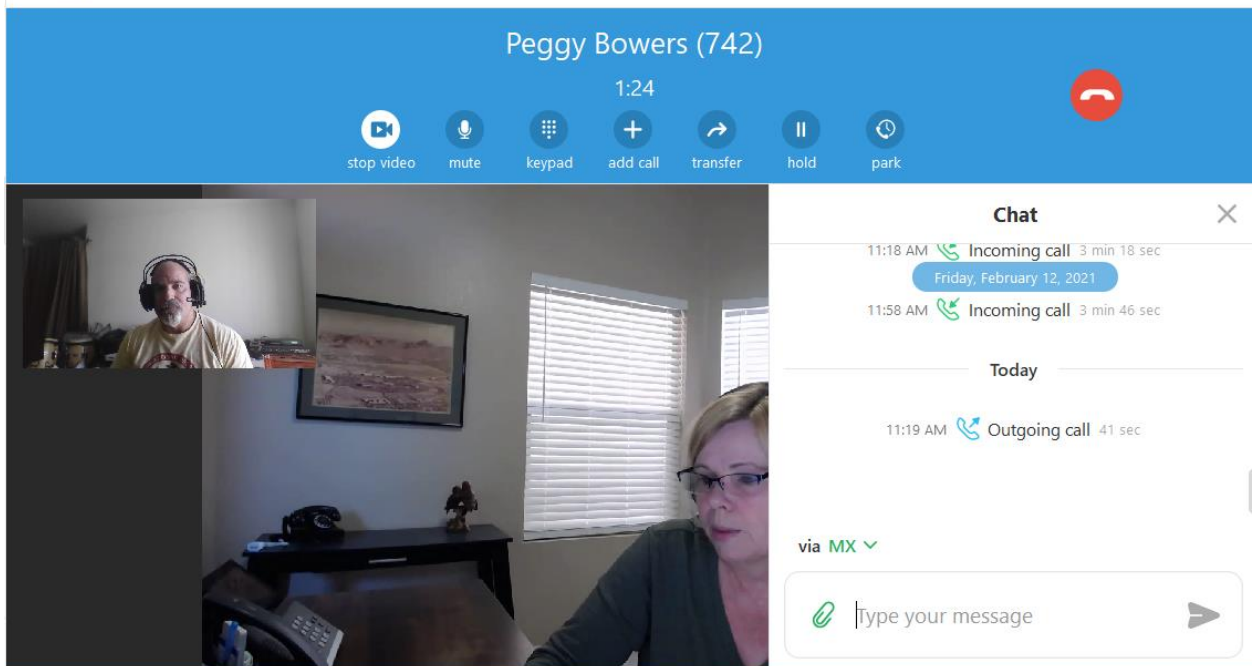 Peggy Bowers (742)
1:24
stop video
mute
keypad
add call
transfer
hold
park
Chat
11:18 AM Incoming call 3 min 18 sec
Friday, February 12, 2021
11:58 AM Incoming call 3 min 46 sec
Today
11:19 AM Outgoing call 41 sec
via MX
Type your message